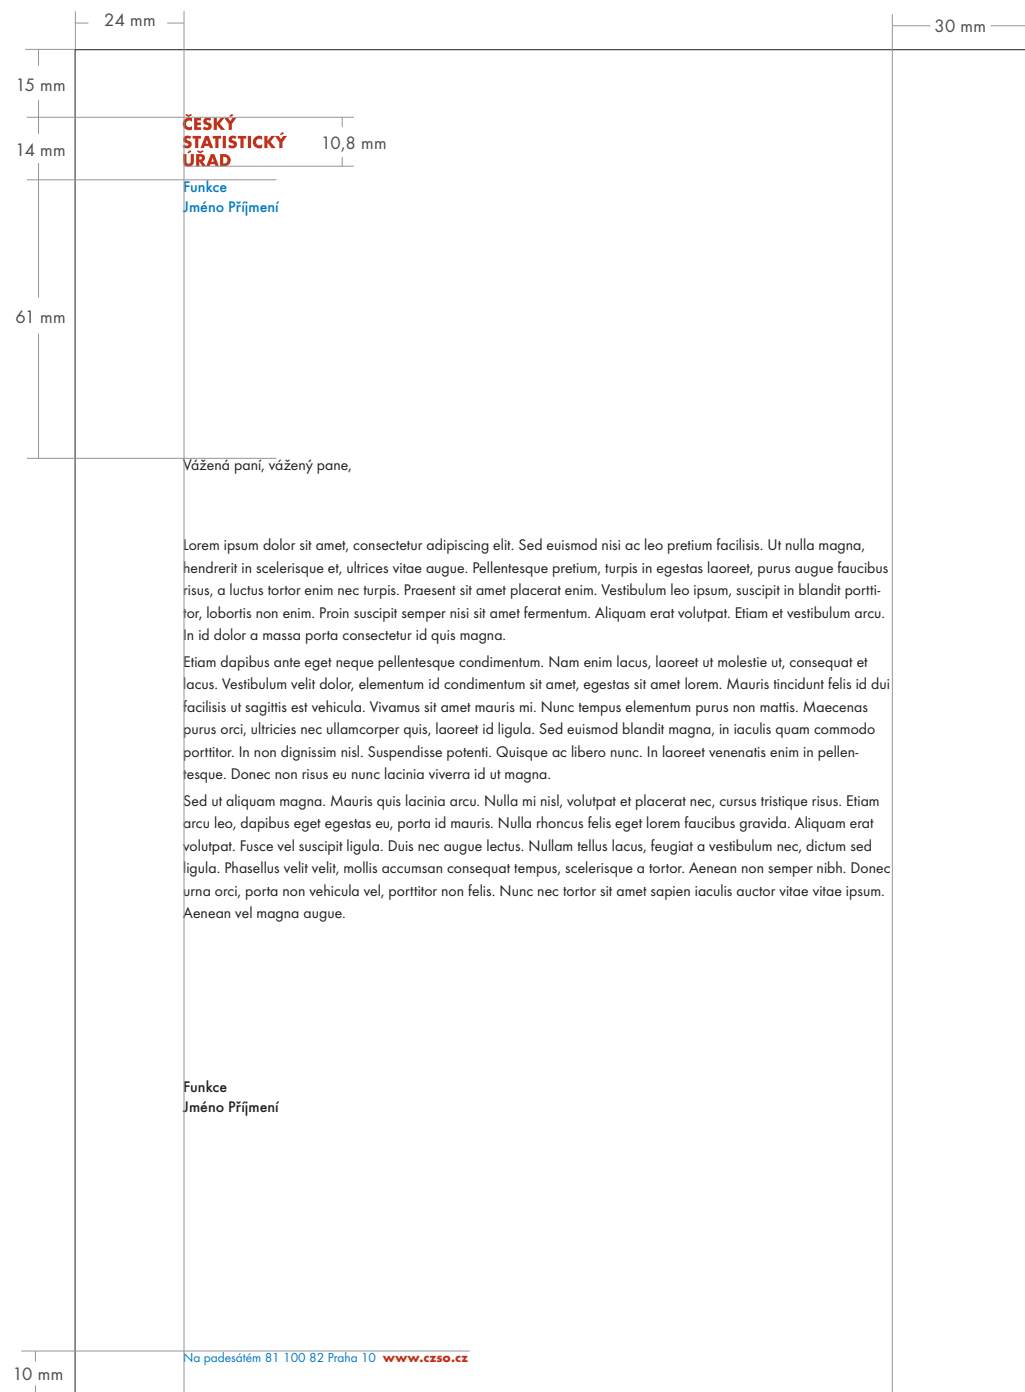 24 mm
30 mm
15 mm
ČESKÝ
STATISTICKÝ
ÚŘAD
10,8 mm
14 mm
Funkce
Jméno Příjmení
61 mm
Vážená paní, vážený pane,
Lorem ipsum dolor sit amet, consectetur adipiscing elit. Sed euismod nisi ac leo pretium facilisis. Ut nulla magna,
hendrerit in scelerisque et, ultrices vitae augue. Pellentesque pretium, turpis in egestas laoreet, purus augue faucibus
risus, a luctus tortor enim nec turpis. Praesent sit amet placerat enim. Vestibulum leo ipsum, suscipit in blandit portti-
tor, lobortis non enim. Proin suscipit semper nisi sit amet fermentum. Aliquam erat volutpat. Etiam et vestibulum arcu.
In id dolor a massa porta consectetur id quis magna.
Etiam dapibus ante eget neque pellentesque condimentum. Nam enim lacus, laoreet ut molestie ut, consequat et
lacus. Vestibulum velit dolor, elementum id condimentum sit amet, egestas sit amet lorem. Mauris tincidunt felis id dui
facilisis ut sagittis est vehicula. Vivamus sit amet mauris mi. Nunc tempus elementum purus non mattis. Maecenas
purus orci, ultricies nec ullamcorper quis, laoreet id ligula. Sed euismod blandit magna, in iaculis quam commodo
porttitor. In non dignissim nisl. Suspendisse potenti. Quisque ac libero nunc. In laoreet venenatis enim in pellen-
tesque. Donec non risus eu nunc lacinia viverra id ut magna.
Sed ut aliquam magna. Mauris quis lacinia arcu. Nulla mi nisl, volutpat et placerat nec, cursus tristique risus. Etiam
arcu leo, dapibus eget egestas eu, porta id mauris. Nulla rhoncus felis eget lorem faucibus gravida. Aliquam erat
volutpat. Fusce vel suscipit ligula. Duis nec augue lectus. Nullam tellus lacus, feugiat a vestibulum nec, dictum sed
ligula. Phasellus velit velit, mollis accumsan consequat tempus, scelerisque a tortor. Aenean non semper nibh. Donec
urna orci, porta non vehicula vel, porttitor non felis. Nunc nec tortor sit amet sapien iaculis auctor vitae vitae ipsum.
Aenean vel magna augue.
Funkce
Jméno Příjmení
Na padesátém 81 100 82 Praha 10 www.czso.cz
10 mm